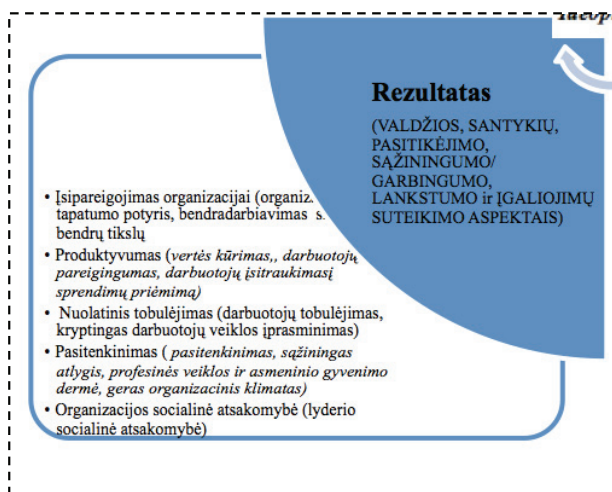 Rezultatas
(VALDŽIOS, SANTYKIŲ,
PASITIKĖJIMO,
SĄŽININGUMO/
GARBINGUMO,
LANKSTUMO ir ĮGALIOJIMŲ
SUTEIKIMO ASPEKTAIS)
• Įsipareigojimas organizacijai (organiz
tapatumo potyris, bendradarbiavimas
bendrų tikslų
• Produktyvumas (vertės kūrimas,, darbuotojų
pareigingumas, darbuotojų įsitraukimasį
sprendimų priėmimą)
• Nuolatinis tobulėjimas (darbuotojų tobulėjimas,
kryptingas darbuotojų veiklos įprasminimas)
• Pasitenkinimas ( pasitenkinimas, sąžiningas
atlygis, profesinės veiklos ir asmeninio gyvenimo
dermė, geras organizacinis klimatas)
• Organizacijos socialinė atsakomybė (lyderio
socialinė atsakomybė)